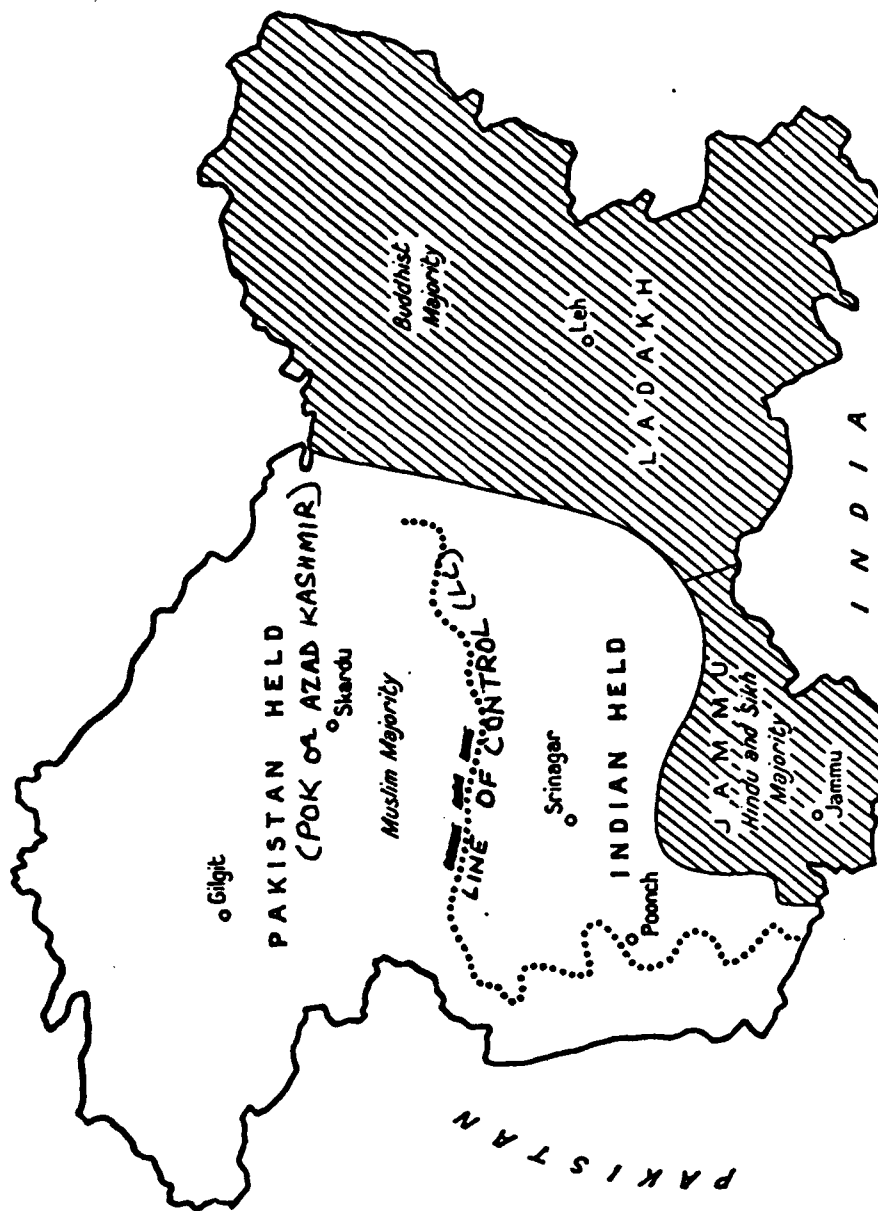 Gilgit
PAKISTAN HELD
(POK or AZAD KASHMIR)
Skardu
Muslim Majority
LINE OF CONTROL (LC)
Srinagar
INDIAN HELD
Poonch
Buddhist
Majority
Leh
LADAKH
JAMMU
Hindu and Sikh
Majority
Jammu
PAKISTAN
INDIA